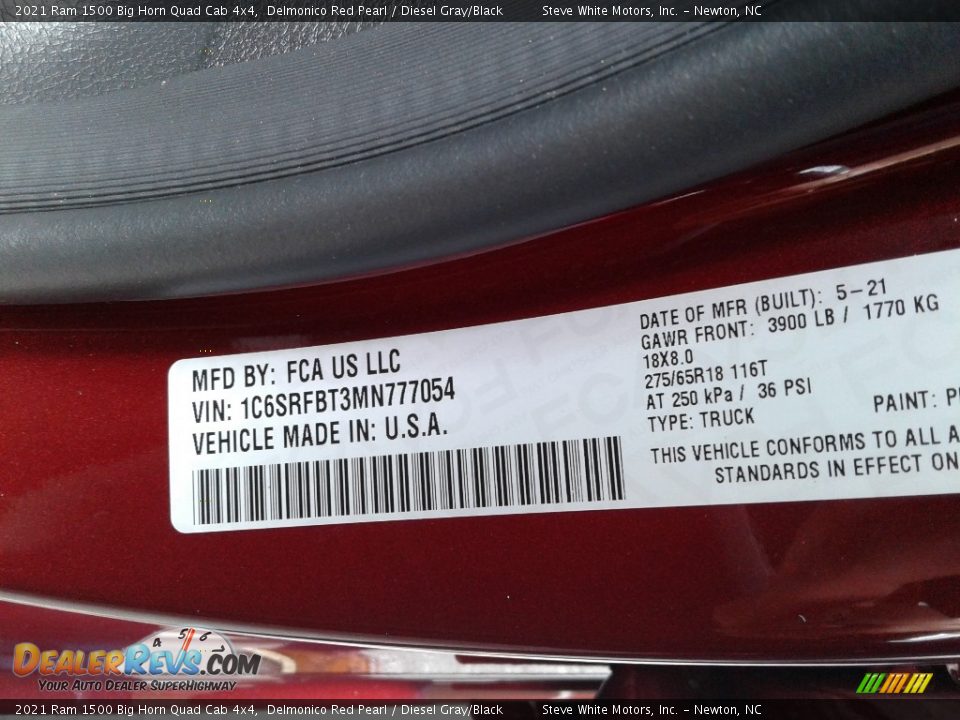 2021 Ram 1500 Big Horn Quad Cab 4x4, Delmonico Red Pearl / Diesel Gray/Black Steve White Motors, Inc. - Newton, NC
MFD BY: FCA US LLC
VIN: 1C6SRFBT3MN777054
VEHICLE MADE IN: U.S.A.
DATE OF MFR (BUILT): 5-21
GAWR FRONT: 3900 LB / 1770 KG
18X8.0
275/65R18 116T
AT 250 kPa / 36 PSI
TYPE: TRUCK
PAINT:
THIS VEHICLE CONFORMS TO ALL
STANDARDS IN EFFECT ON
4 5 6
DEALERREVS.COM
YOUR AUTO DEALER SUPERHIGHWAY
2021 Ram 1500 Big Horn Quad Cab 4x4, Delmonico Red Pearl / Diesel Gray/Black Steve White Motors, Inc. - Newton, NC